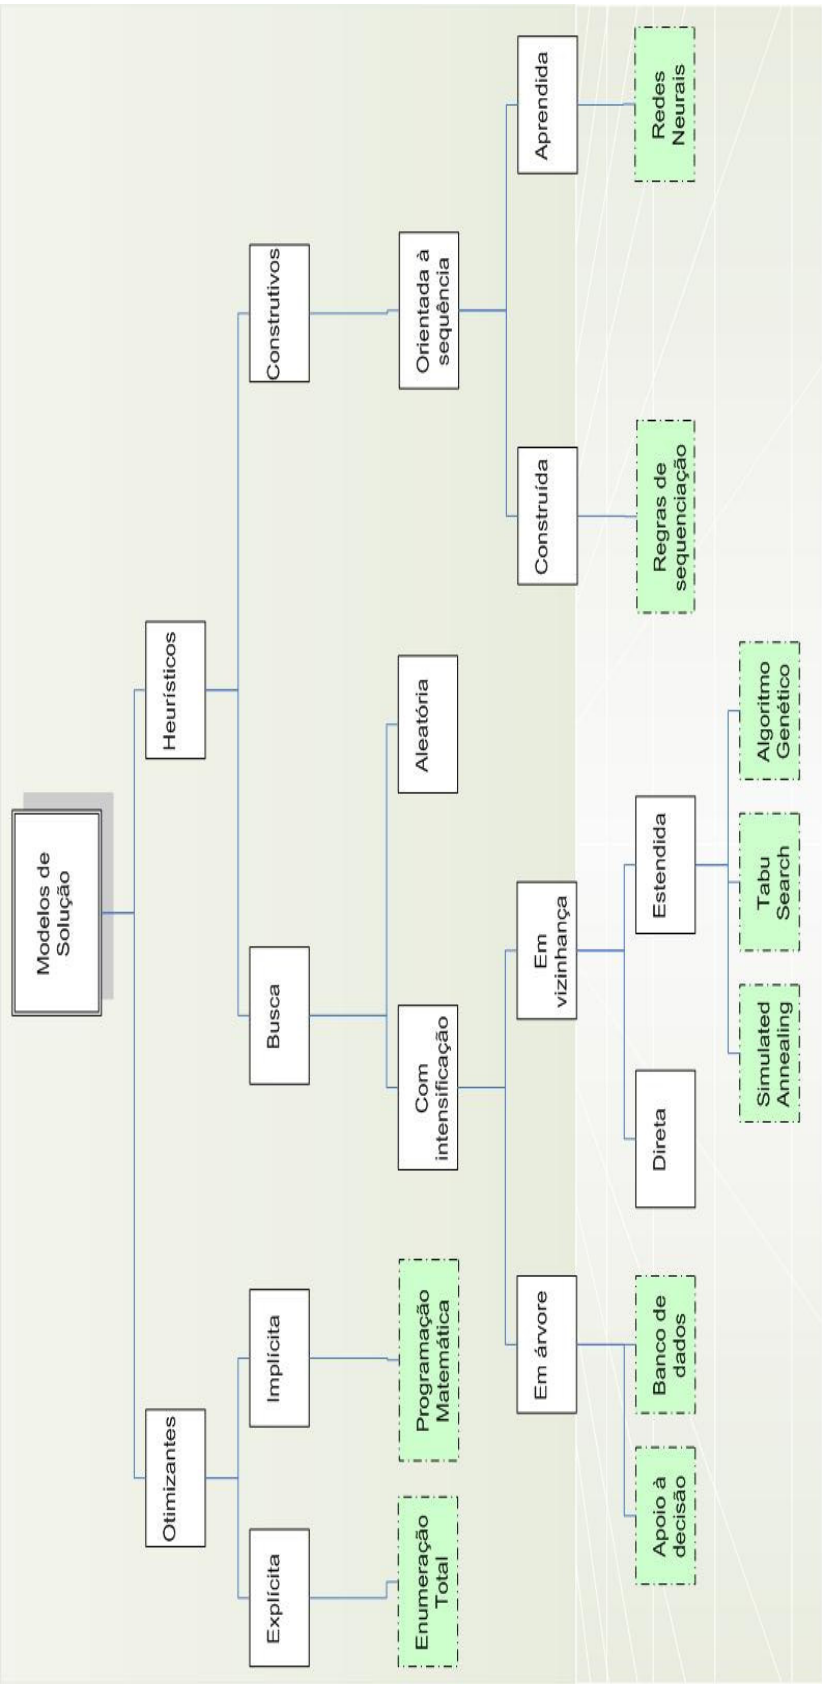 Modelos de
Solução
Otimizantes
Heurísticos
Explícita
Implícita
Busca
Construtivos
Enumeração
Total
Programação
Matemática
Com
intensificação
Aleatória
Orientada à
sequência
Em árvore
Em
vizinhança
Construída
Aprendida
Apoio à
decisão
Banco de
dados
Direta
Estendida
Regras de
sequenciação
Redes
Neurais
Simulated
Annealing
Tabu
Search
Algoritmo
Genético